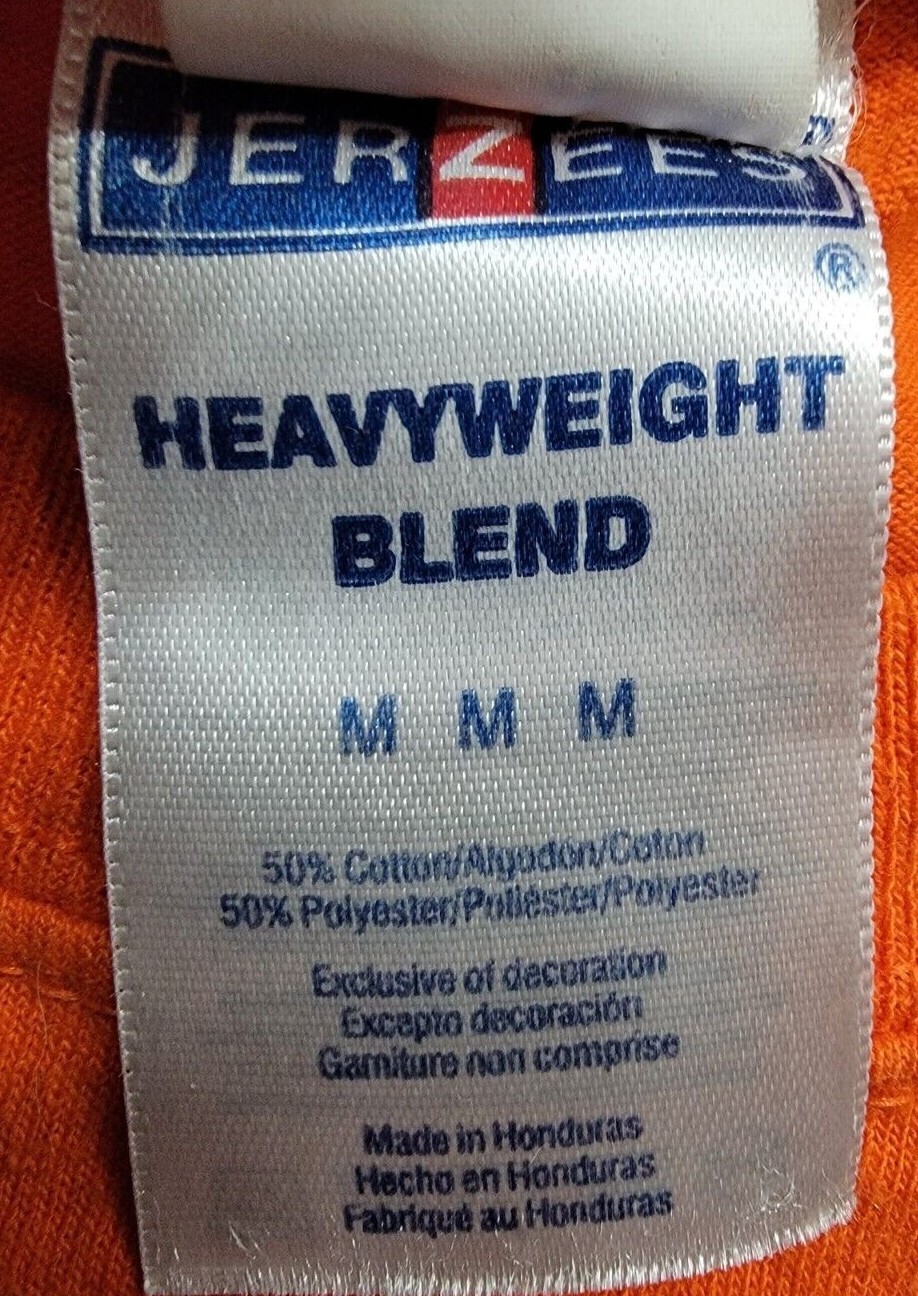 JERZEES
®
HEAVYWEIGHT
BLEND
M M M
50% Cotton/Algodón/Coton
50% Polyester/Poliéster/Polyester
Exclusive of decoration
Excepto decoración
Garniture non comprise
Made in Honduras
Hecho en Honduras
Fabriqué au Honduras